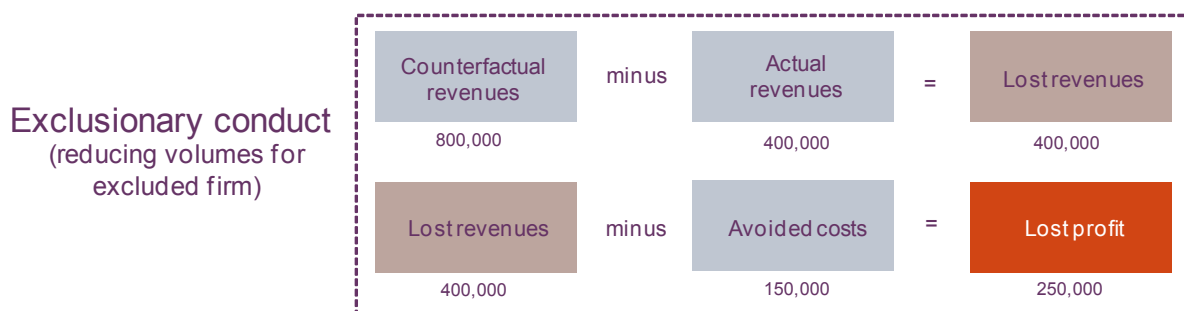 Exclusionary conduct
(reducing volumes for
excluded firm)
Counterfactual
revenues
800,000
minus
Actual
revenues
400,000
=
Lost revenues
400,000
Lost revenues
400,000
minus
Avoided costs
150,000
=
Lost profit
250,000